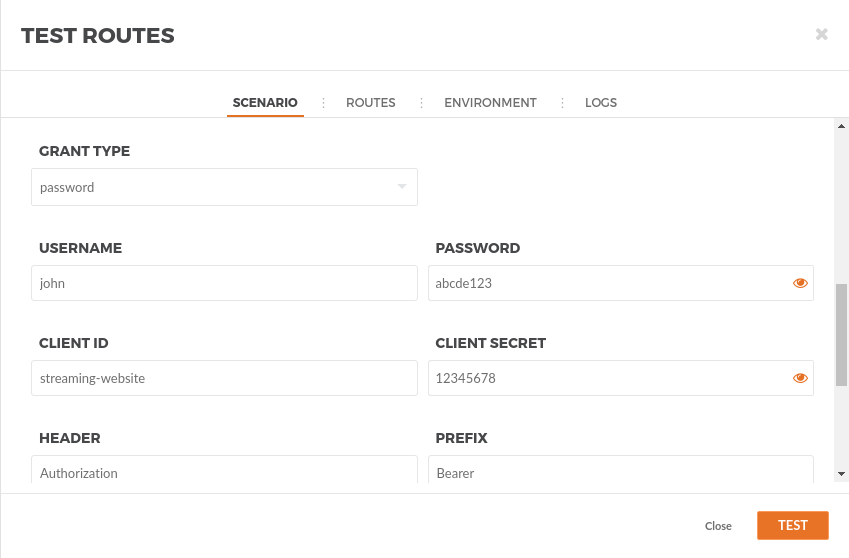 TEST ROUTES
SCENARIO ROUTES ENVIRONMENT LOGS
GRANT TYPE
password
USERNAME PASSWORD
john abcde123
CLIENT ID CLIENT SECRET
streaming-website 12345678
HEADER PREFIX
Authorization Bearer
Close TEST